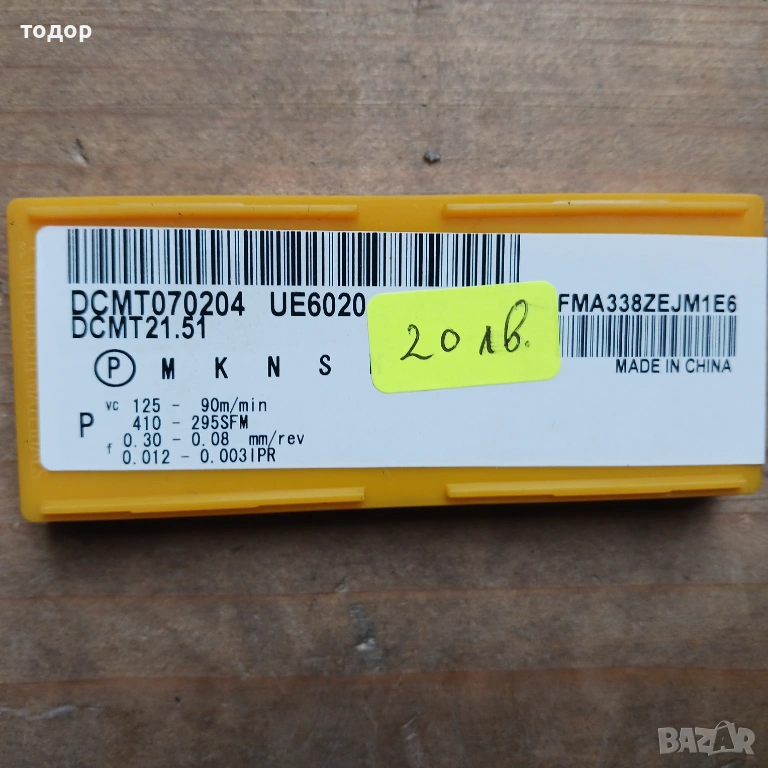 тодор
DCMT070204 UE6020 FMA338ZEJM1E6
DCMT21.51
20 лв.
P M K N S
MADE IN CHINA
P vc 125 - 90m/min
410 - 295SFM
f 0.30 - 0.08 mm/rev
0.012 - 0.003IPR
BAZAR